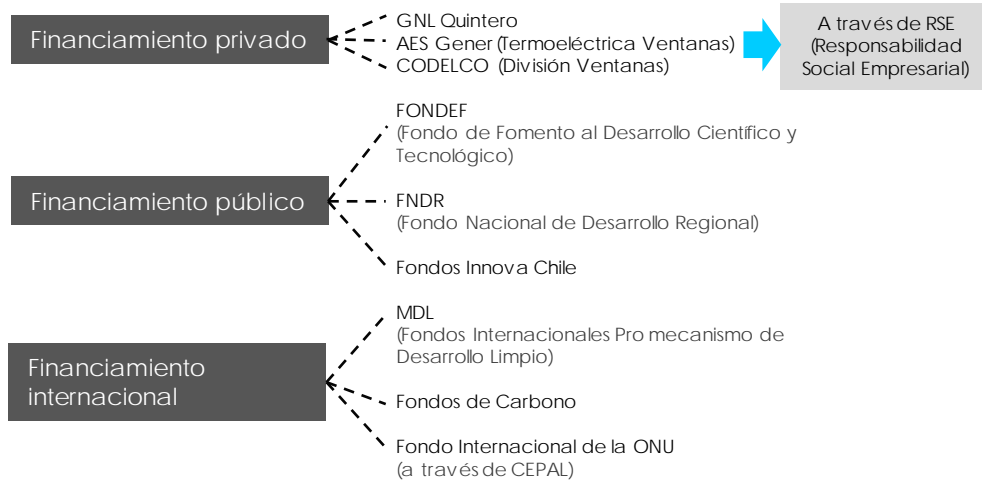 Financiamiento privado
GNL Quintero
AES Gener (Termoeléctrica Ventanas)
CODELCO (División Ventanas)
A través de RSE
(Responsabilidad
Social Empresarial)
Financiamiento público
FONDEF
(Fondo de Fomento al Desarrollo Científico y
Tecnológico)
FNDR
(Fondo Nacional de Desarrollo Regional)
Fondos Innova Chile
Financiamiento
internacional
MDL
(Fondos Internacionales Pro mecanismo de
Desarrollo Limpio)
Fondos de Carbono
Fondo Internacional de la ONU
(a través de CEPAL)